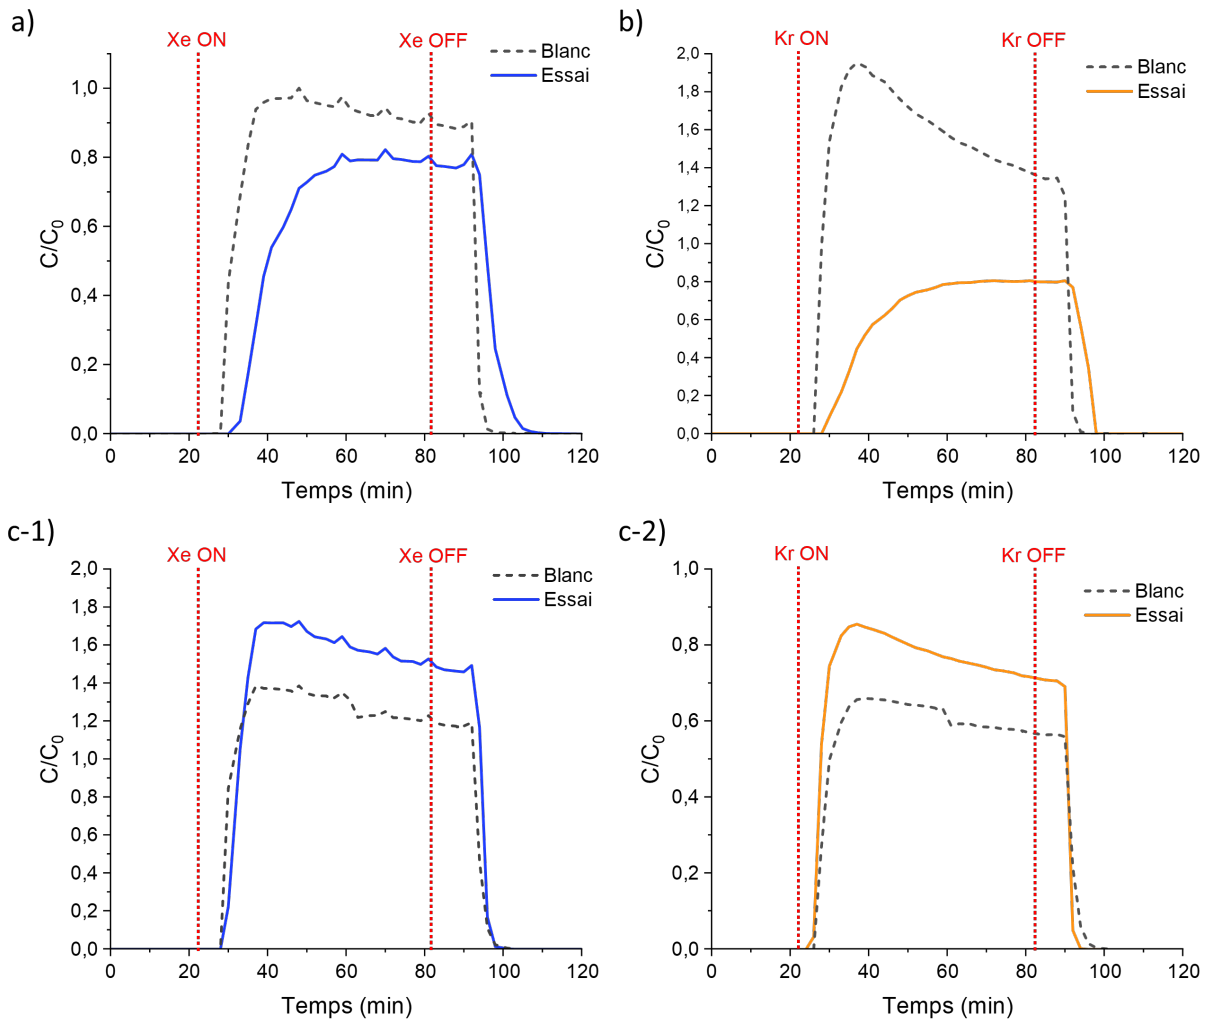 a)
Xe ON
Xe OFF
Blanc
Essai
1,0
0,8
0,6
0,4
0,2
0,0
C/C0
0 20 40 60 80 100 120
Temps (min)
b)
Kr ON
Kr OFF
Blanc
Essai
2,0
1,8
1,6
1,4
1,2
1,0
0,8
0,6
0,4
0,2
0,0
C/C0
0 20 40 60 80 100 120
Temps (min)
c-1)
Xe ON
Xe OFF
Blanc
Essai
2,0
1,8
1,6
1,4
1,2
1,0
0,8
0,6
0,4
0,2
0,0
C/C0
0 20 40 60 80 100 120
Temps (min)
c-2)
Kr ON
Kr OFF
Blanc
Essai
1,0
0,8
0,6
0,4
0,2
0,0
C/C0
0 20 40 60 80 100 120
Temps (min)